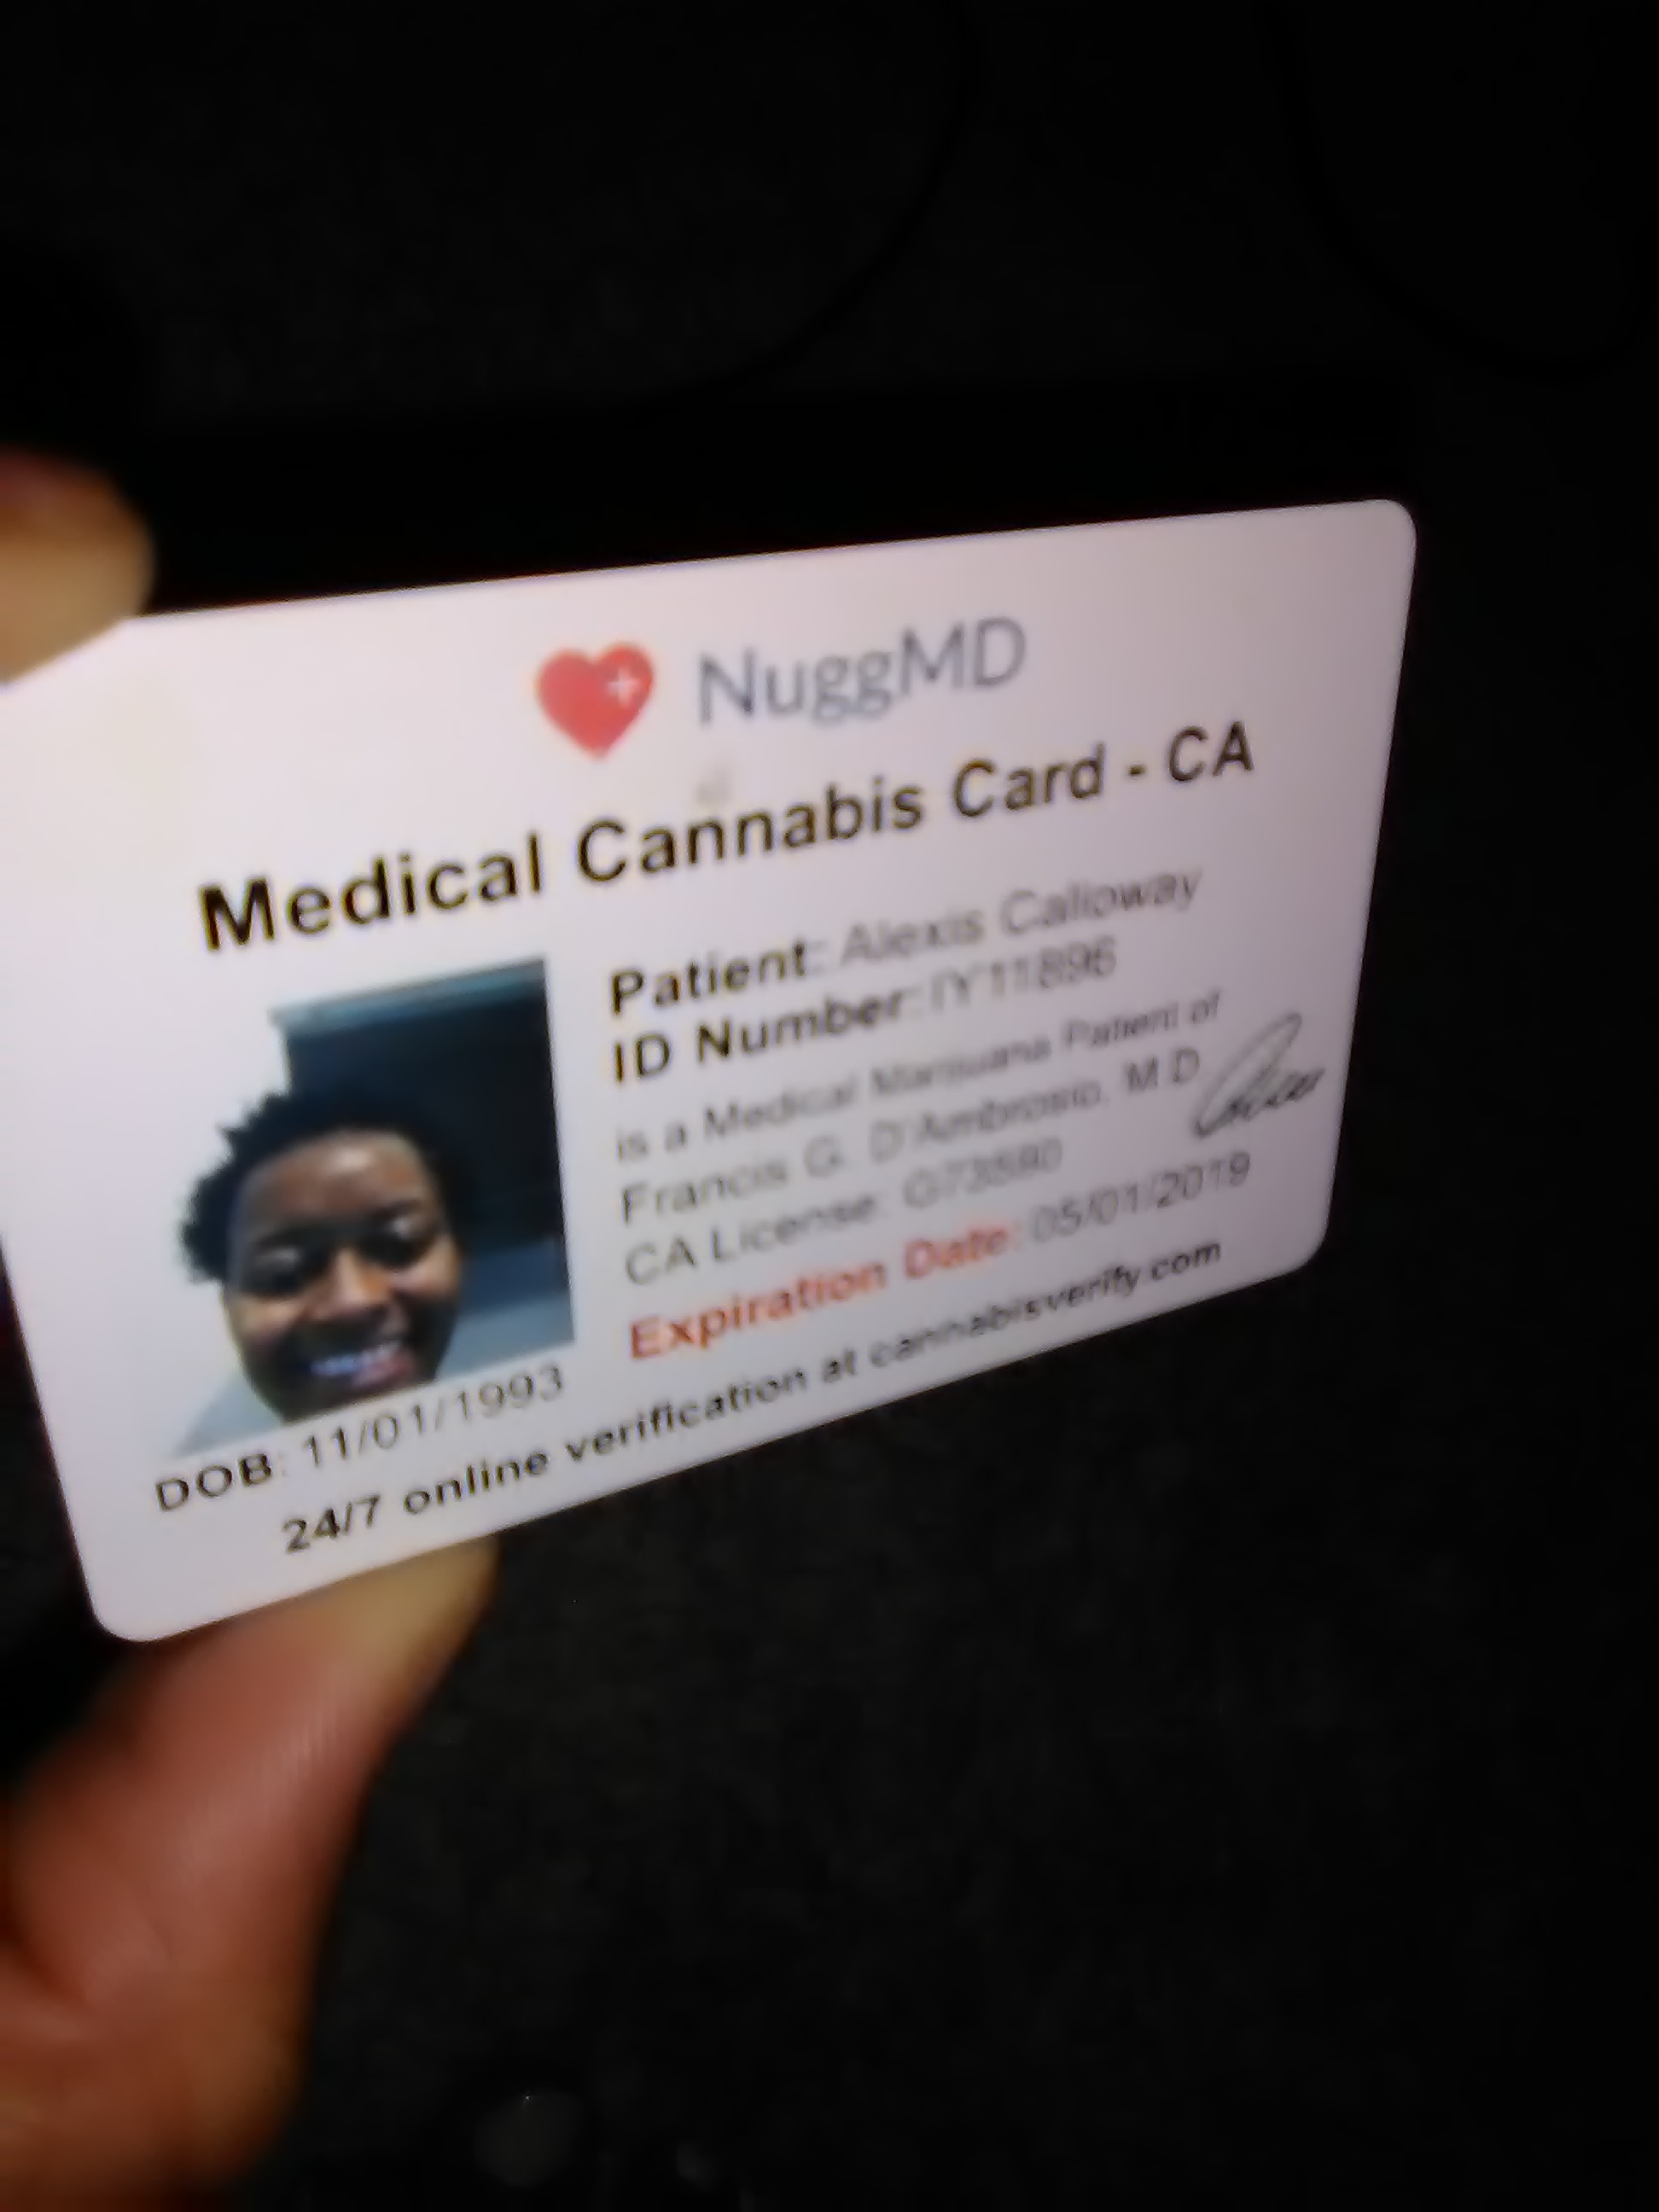 NuggMD
Medical Cannabis Card - CA
Patient: Alexis Calloway
ID Number: IY11896
is a Medical Marijuana Patient of
Francis G. D'Ambrosio, M.D
CA License:
Expiration Date: 05/01/2019
DOB: 11/01/1993
24/7 online verification at cannabisverify.com